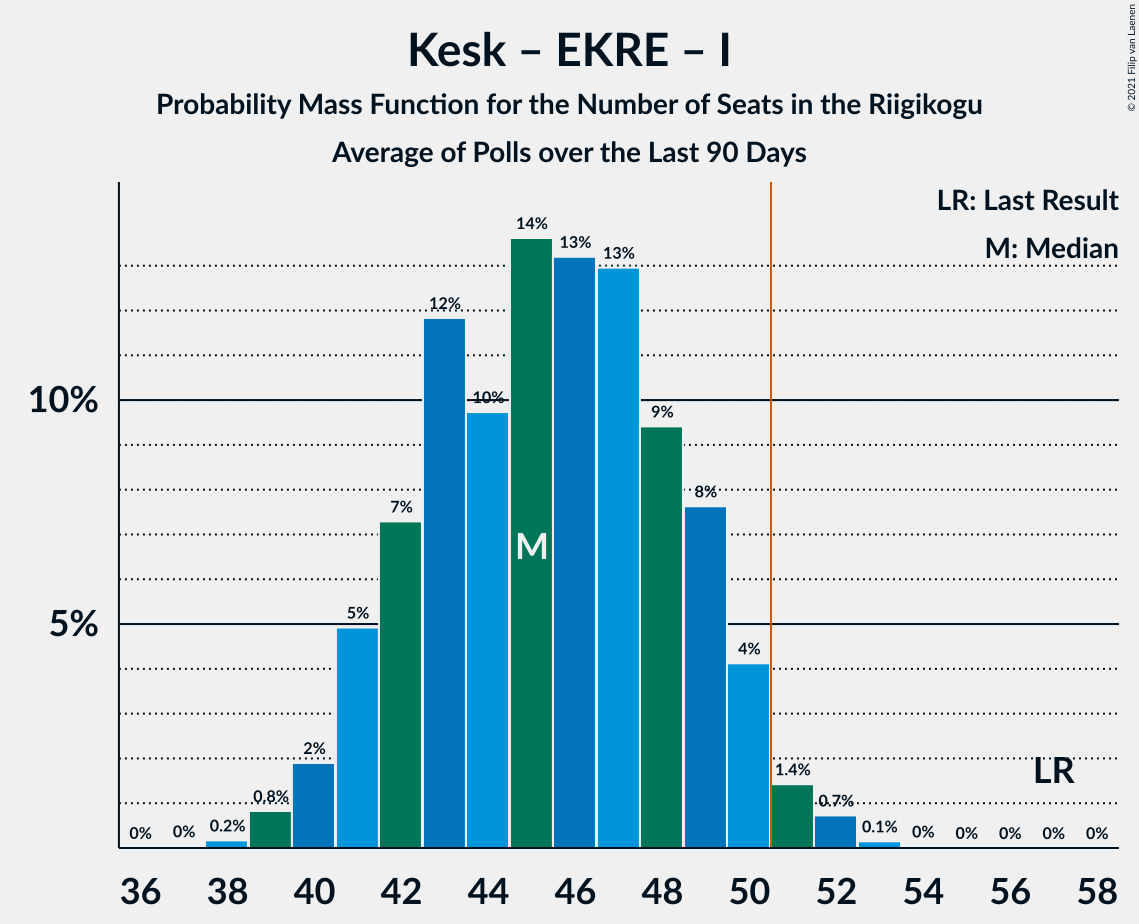 Kesk – EKRE – I
Probability Mass Function for the Number of Seats in the Riigikogu
Average of Polls over the Last 90 Days
© 2021 Filip van Laenen
LR: Last Result
M: Median
14%
13%
13%
12%
10%
10%
9%
8%
7%
M
5%
5%
4%
2%
1.4%
LR
0.8%
0.7%
0.2%
0.1%
0%
0%
0%
0%
0%
0%
0%
36 38 40 42 44 46 48 50 52 54 56 58